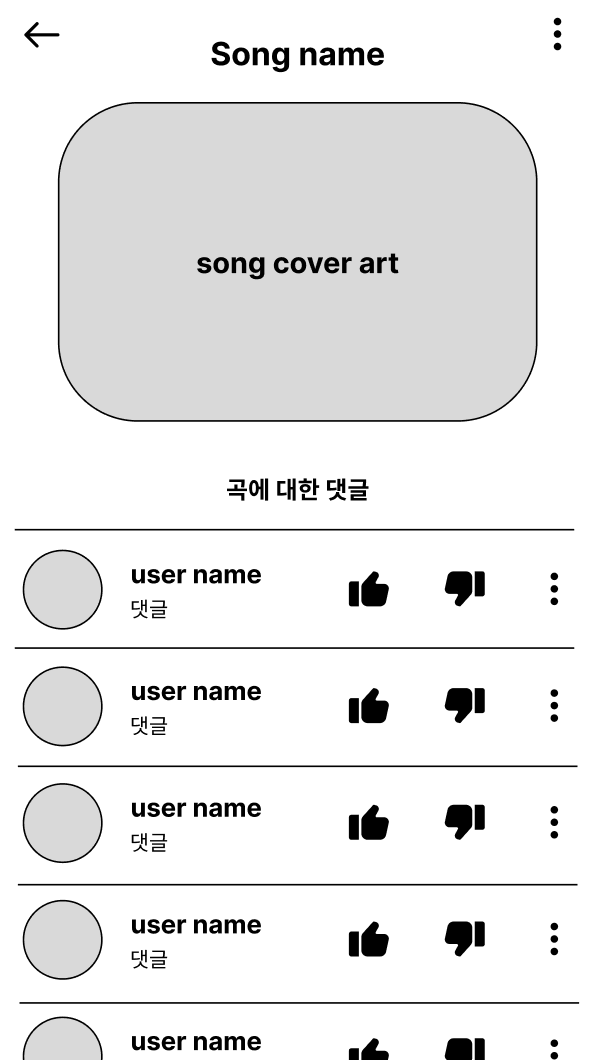 Song name
song cover art
곡에 대한 댓글
user name
댓글
user name
댓글
user name
댓글
user name
댓글
user name